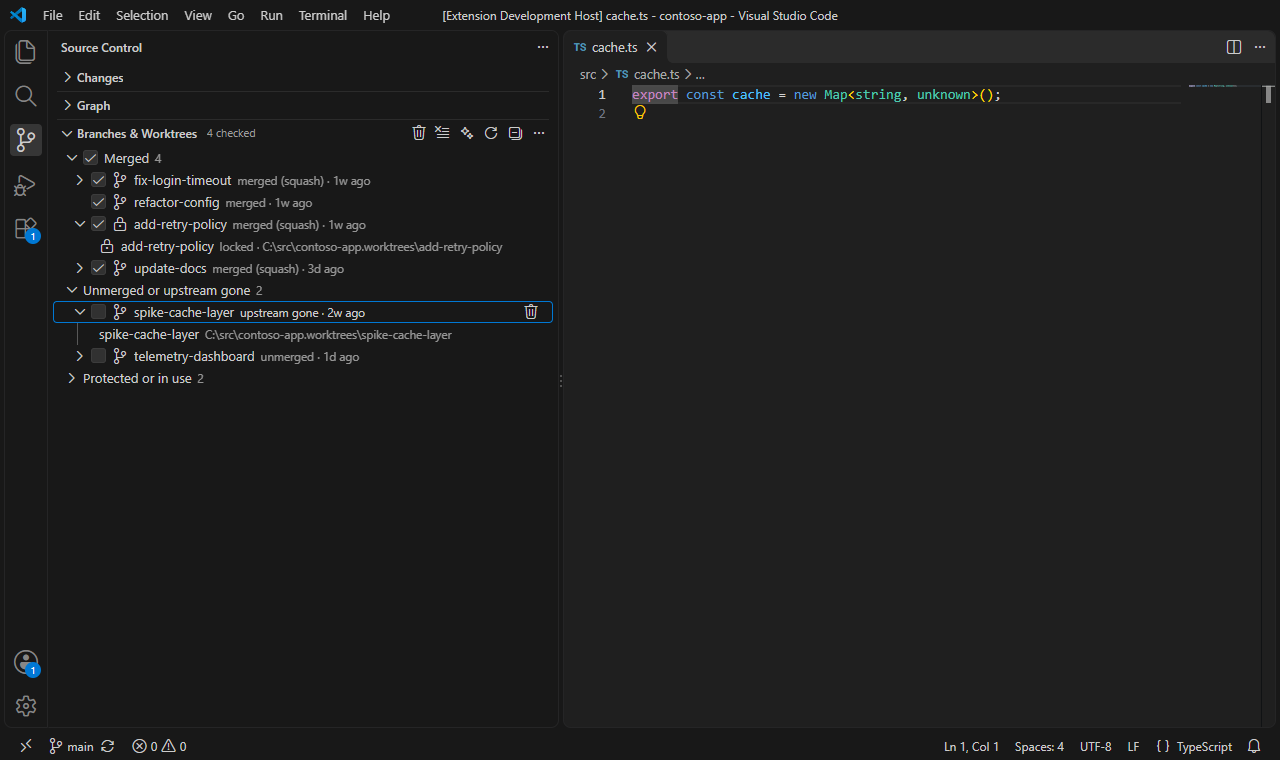 File Edit Selection View Go Run Terminal Help [Extension Development Host] cache.ts - contoso-app - Visual Studio Code
Source Control
Changes
Graph
Branches & Worktrees 4 checked
Merged 4
fix-login-timeout merged (squash) · 1w ago
refactor-config merged · 1w ago
add-retry-policy merged (squash) · 1w ago
add-retry-policy locked · C:\src\contoso-app.worktrees\add-retry-policy
update-docs merged (squash) · 3d ago
Unmerged or upstream gone 2
spike-cache-layer upstream gone · 2w ago
spike-cache-layer C:\src\contoso-app.worktrees\spike-cache-layer
telemetry-dashboard unmerged · 1d ago
Protected or in use 2
1
1
TS cache.ts
src > TS cache.ts > ...
1 export const cache = new Map<string, unknown>();
2
main 0 0 Ln 1, Col 1 Spaces: 4 UTF-8 LF {} TypeScript